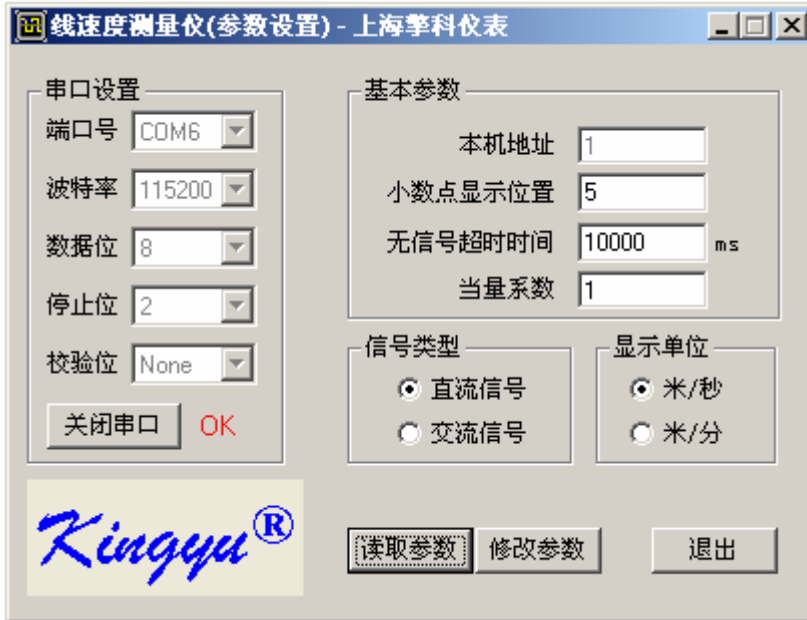 线速度测量仪(参数设置) - 上海擎科仪表
串口设置
端口号 COM6
波特率 115200
数据位 8
停止位 2
校验位 None
关闭串口 OK
基本参数
本机地址 1
小数点显示位置 5
无信号超时时间 10000 ms
当量系数 1
信号类型
直流信号
交流信号
显示单位
米/秒
米/分
Kingyu®
读取参数 修改参数 退出